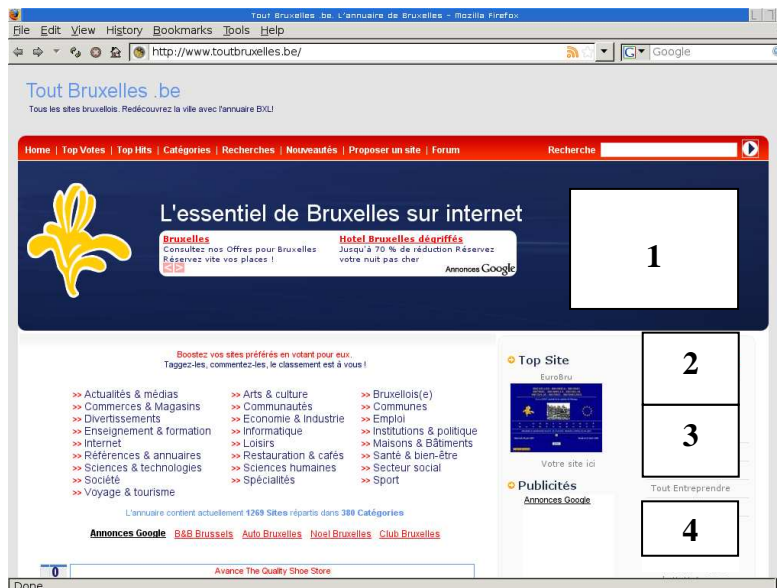 Tout Bruxelles .be. L'annuaire de Bruxelles - Mozilla Firefox
File Edit View History Bookmarks Tools Help
http://www.toutbruxelles.be/
Google
Tout Bruxelles .be
Tous les sites bruxellois. Redécouvrez la ville avec l'annuaire BXL!
Home | Top Votes | Top Hits | Catégories | Recherches | Nouveautés | Proposer un site | Forum
Recherche
L'essentiel de Bruxelles sur internet
Bruxelles
Consultez nos Offres pour Bruxelles
Réservez vite vos places !
Hotel Bruxelles dégriffés
Jusqu'à 70 % de réduction Réservez
votre nuit pas cher
Annonces Google
1
Boostez vos sites préférés en votant pour eux.
Taggez-les, commentez-les, le classement est à vous !
>> Actualités & médias
>> Commerces & Magasins
>> Divertissements
>> Enseignement & formation
>> Internet
>> Références & annuaires
>> Sciences & technologies
>> Société
>> Voyage & tourisme
>> Arts & culture
>> Communautés
>> Economie & Industrie
>> Informatique
>> Loisirs
>> Restauration & cafés
>> Sciences humaines
>> Spécialités
>> Bruxellois(e)
>> Communes
>> Emploi
>> Institutions & politique
>> Maisons & Bâtiments
>> Santé & bien-être
>> Secteur social
>> Sport
L'annuaire contient actuellement 1269 Sites répartis dans 380 Catégories
Annonces Google B&B Brussels Auto Bruxelles Noel Bruxelles Club Bruxelles
0
Avance The Quality Shoe Store
Top Site
EuroBru
Votre site ici
Publicités
Annonces Google
2
3
Tout Entreprendre
4
Done